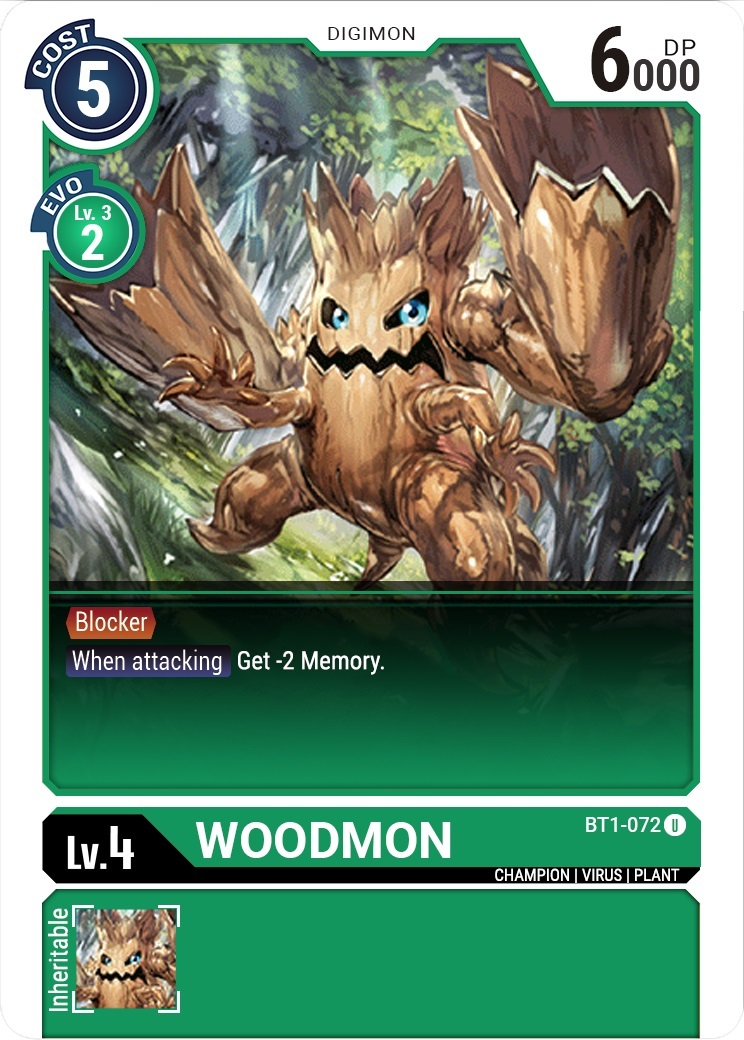 DIGIMON
COST
5
6000
DP
EVO
Lv. 3
2
Blocker
When attacking Get -2 Memory.
Lv.4
WOODMON
BT1-072 U
CHAMPION | VIRUS | PLANT
Inheritable